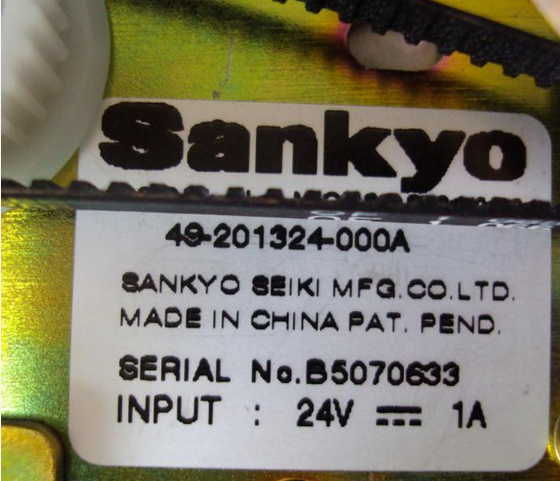 Sankyo
49-201324-000A
SANKYO SEIKI MFG.CO.LTD.
MADE IN CHINA PAT. PEND.
SERIAL No.B5070633
INPUT : 24V ⎓ 1A